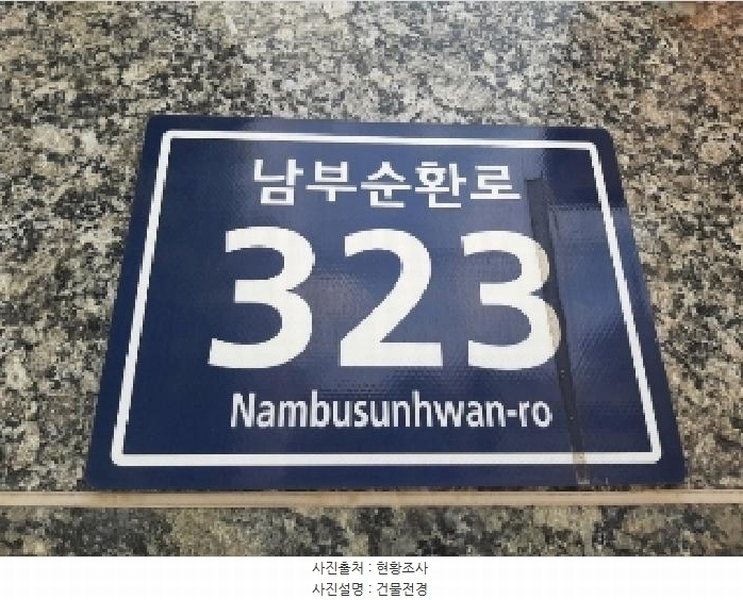 남부순환로
323
Nambusunhwan-ro
사진출처 : 현황조사
사진설명 : 건물전경